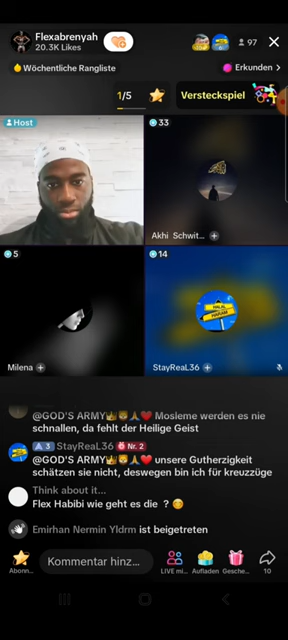 Flexabrenyah
20.3K Likes
97
Wöchentliche Rangliste
Erkunden >
1/5
Versteckspiel
Host
33
Akhi Schwit...
5
Milena
14
HALAL
HARAM
StayReaL36
@GOD'S ARMY👑🦁🙏❤️ Mosleme werden es nie
schnallen, da fehlt der Heilige Geist
A 3 StayReaL36 Nr. 2
@GOD'S ARMY👑🦁🙏❤️ unsere Gutherzigkeit
schätzen sie nicht, deswegen bin ich für kreuzzüge
Think about it...
Flex Habibi wie geht es die ? 😊
Emirhan Nermin Yldrm ist beigetreten
Kommentar hinz...
Abonn...
LIVE mi...
Aufladen
Gesche...
10